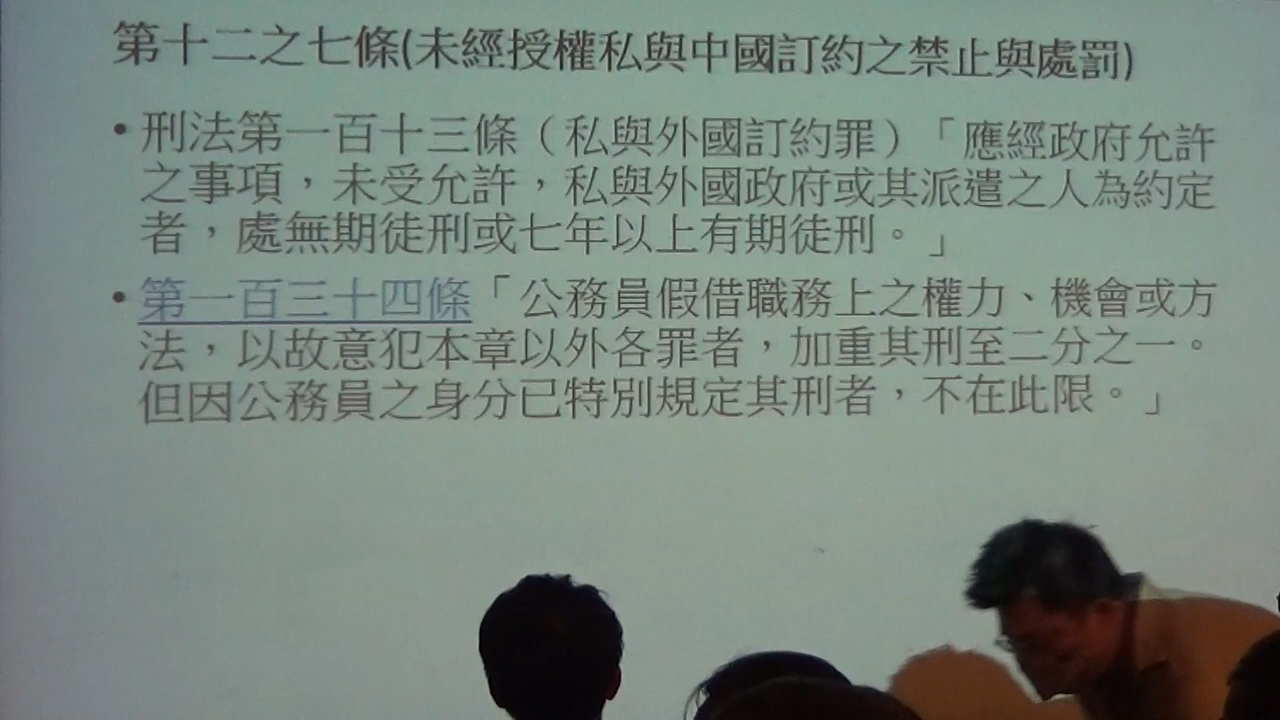 第十二之七條(未經授權私與中國訂約之禁止與處罰)
•刑法第一百十三條（私與外國訂約罪）「應經政府允許
之事項，未受允許，私與外國政府或其派遣之人為約定
者，處無期徒刑或七年以上有期徒刑。」
•第一百三十四條「公務員假借職務上之權力、機會或方
法，以故意犯本章以外各罪者，加重其刑至二分之一。
但因公務員之身分已特別規定其刑者，不在此限。」